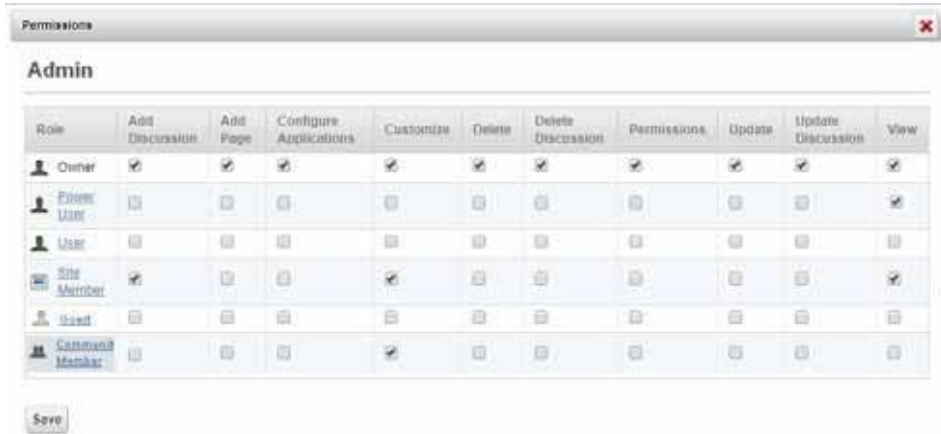 Permissions
Admin
Role
Add Discussion
Add Page
Configure Applications
Customize
Delete
Delete Discussion
Permissions
Update
Update Discussion
View
Owner
Power User
User
Site Member
Community Member
Save